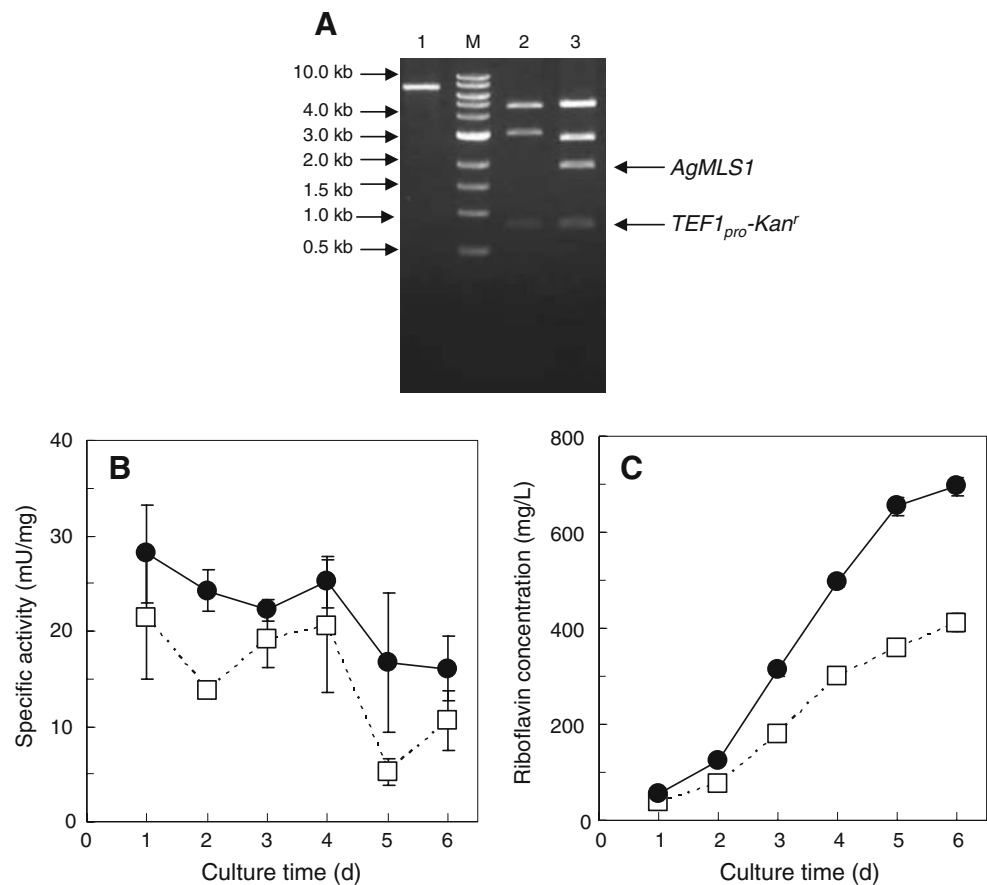 A
1 M 2 3
10.0 kb
4.0 kb
3.0 kb
2.0 kb
1.5 kb
1.0 kb
0.5 kb
AgMLS1
TEF1pro-Kanr
B
Specific activity (mU/mg)
40
30
20
10
0
0 1 2 3 4 5 6
Culture time (d)
C
Riboflavin concentration (mg/L)
800
600
400
200
0
0 1 2 3 4 5 6
Culture time (d)